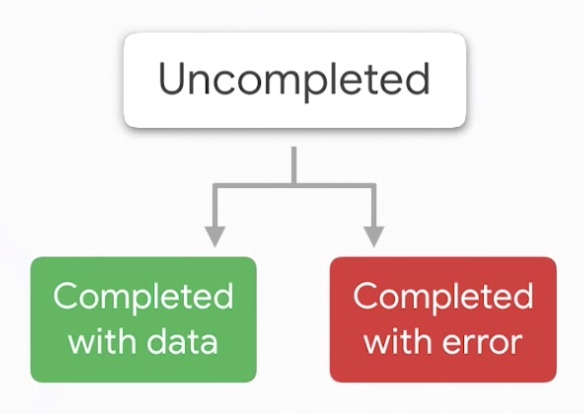 Uncompleted
Completed
with data
Completed
with error